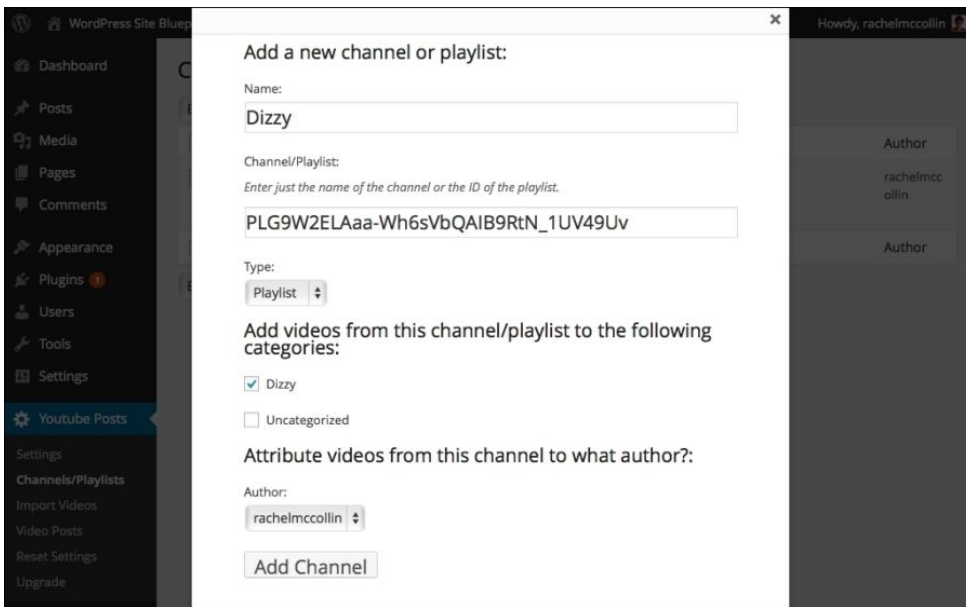 WordPress Site Bluep
Howdy, rachelmccollin
Dashboard
Posts
Media
Pages
Comments
Appearance
Plugins 1
Users
Tools
Settings
Youtube Posts
Settings
Channels/Playlists
Import Videos
Video Posts
Reset Settings
Upgrade
C
Add a new channel or playlist:
Name:
Dizzy
Channel/Playlist:
Enter just the name of the channel or the ID of the playlist.
PLG9W2ELAaa-Wh6sVbQAIB9RtN_1UV49Uv
Type:
Playlist
Add videos from this channel/playlist to the following
categories:
Dizzy
Uncategorized
Attribute videos from this channel to what author?:
Author:
rachelmccollin
Add Channel
Author
rachelmcc
ollin
Author